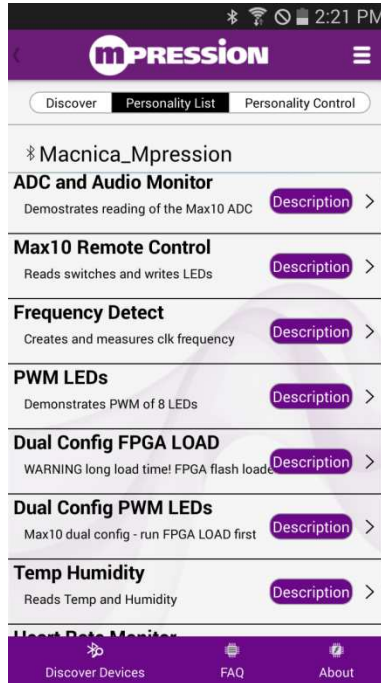 2:21 PM
mPRESSION
Discover Personality List Personality Control
Macnica_Mpression
ADC and Audio Monitor
Demostrates reading of the Max10 ADC Description
Max10 Remote Control
Reads switches and writes LEDs Description
Frequency Detect
Creates and measures clk frequency Description
PWM LEDs
Demonstrates PWM of 8 LEDs Description
Dual Config FPGA LOAD
WARNING long load time! FPGA flash loade Description
Dual Config PWM LEDs
Max10 dual config - run FPGA LOAD first Description
Temp Humidity
Reads Temp and Humidity Description
Heart Rate Monitor
Discover Devices FAQ About